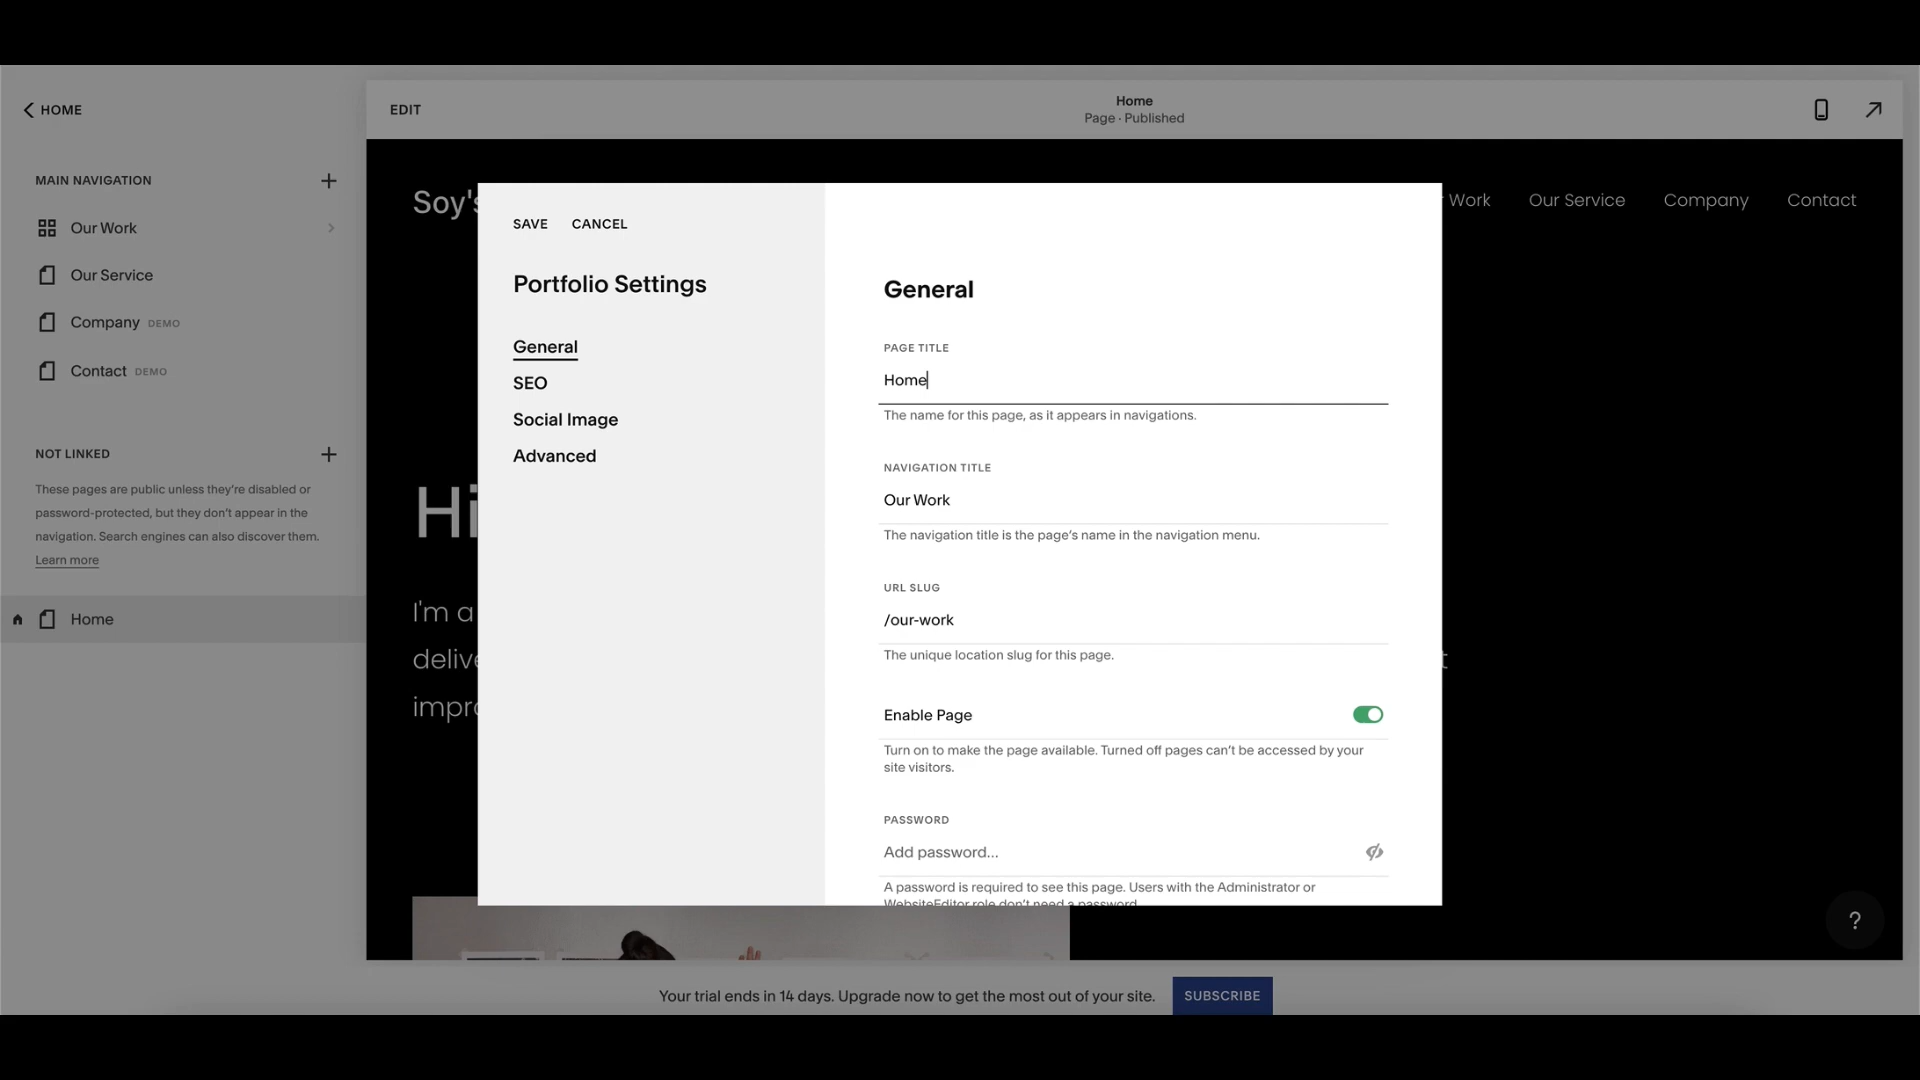 HOME
EDIT
Home
Page · Published
MAIN NAVIGATION
Our Work
Our Service
Company DEMO
Contact DEMO
NOT LINKED
These pages are public unless they’re disabled or
password-protected, but they don’t appear in the
navigation. Search engines can also discover them.
Learn more
Home
Soy's
Work Our Service Company Contact
Hi
I'm a
delive
impro
SAVE CANCEL
Portfolio Settings
General
SEO
Social Image
Advanced
General
PAGE TITLE
Home
The name for this page, as it appears in navigations.
NAVIGATION TITLE
Our Work
The navigation title is the page’s name in the navigation menu.
URL SLUG
/our-work
The unique location slug for this page.
Enable Page
Turn on to make the page available. Turned off pages can’t be accessed by your
site visitors.
PASSWORD
Add password...
A password is required to see this page. Users with the Administrator or
WebsiteEditor role don’t need a password.
?
Your trial ends in 14 days. Upgrade now to get the most out of your site.
SUBSCRIBE